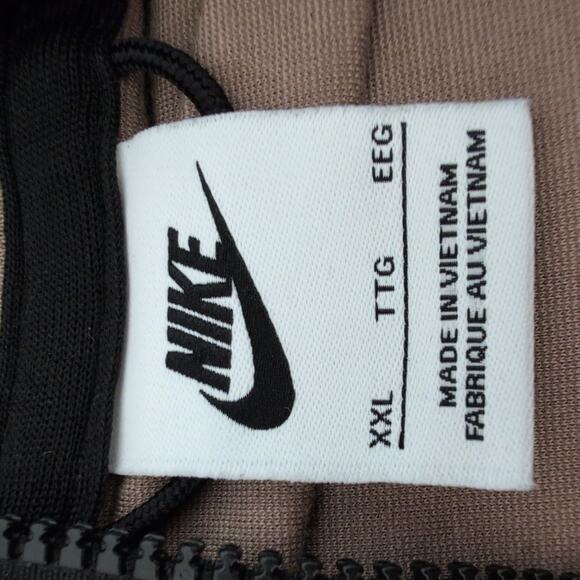 NIKE
XXL TTG EEG
MADE IN VIETNAM
FABRIQUE AU VIETNAM